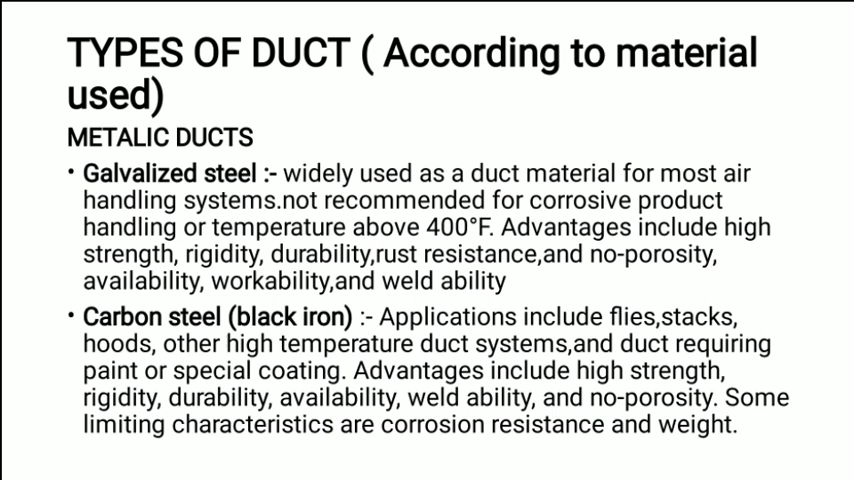 TYPES OF DUCT ( According to material
used)
METALIC DUCTS
• Galvalized steel :- widely used as a duct material for most air
handling systems.not recommended for corrosive product
handling or temperature above 400°F. Advantages include high
strength, rigidity, durability,rust resistance,and no-porosity,
availability, workability,and weld ability
• Carbon steel (black iron) :- Applications include flies,stacks,
hoods, other high temperature duct systems,and duct requiring
paint or special coating. Advantages include high strength,
rigidity, durability, availability, weld ability, and no-porosity. Some
limiting characteristics are corrosion resistance and weight.